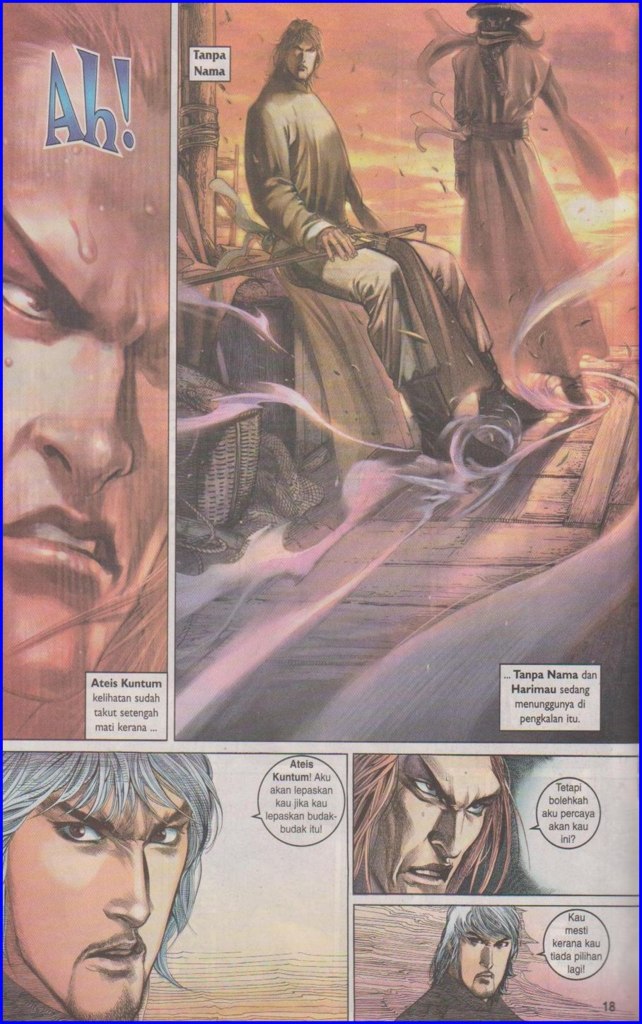 Ah!
Tanpa
Nama
Ateis Kuntum
kelihatan sudah
takut setengah
mati kerana ...
... Tanpa Nama dan
Harimau sedang
menunggunya di
pengkalan itu.
Ateis
Kuntum! Aku
akan lepaskan
kau jika kau
lepaskan budak-
budak itu!
Tetapi
bolehkah
aku percaya
akan kau
ini?
Kau
mesti
kerana kau
tiada pilihan
lagi!
18